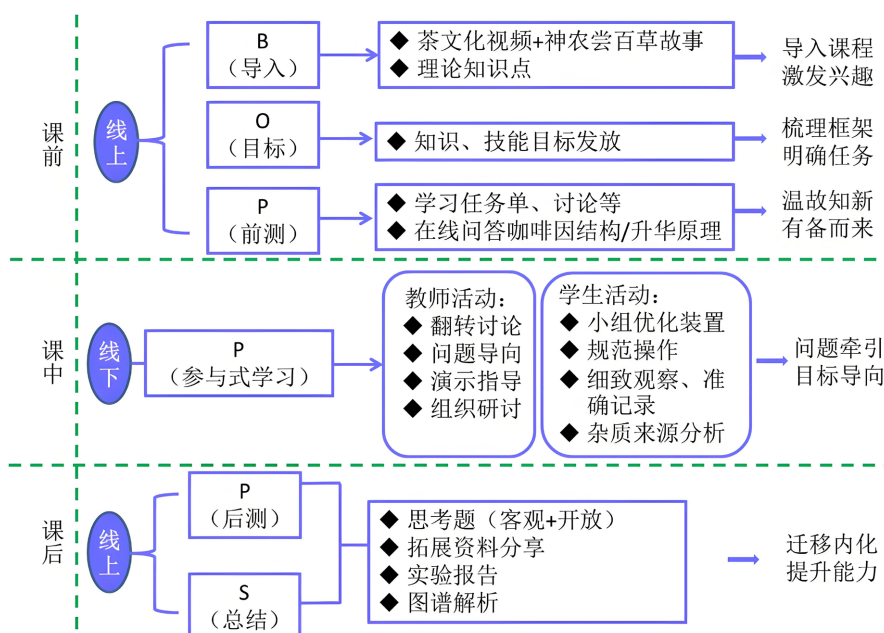 课前
线上
B
（导入）
◆ 茶文化视频+神农尝百草故事
◆ 理论知识点
导入课程
激发兴趣
O
（目标）
◆ 知识、技能目标发放
梳理框架
明确任务
P
（前测）
◆ 学习任务单、讨论等
◆ 在线问答咖啡因结构/升华原理
温故知新
有备而来
课中
线下
P
（参与式学习）
教师活动：
◆ 翻转讨论
◆ 问题导向
◆ 演示指导
◆ 组织研讨
学生活动：
◆ 小组优化装置
◆ 规范操作
◆ 细致观察、准
确记录
◆ 杂质来源分析
问题牵引
目标导向
课后
线上
P
（后测）
S
（总结）
◆ 思考题（客观+开放）
◆ 拓展资料分享
◆ 实验报告
◆ 图谱解析
迁移内化
提升能力